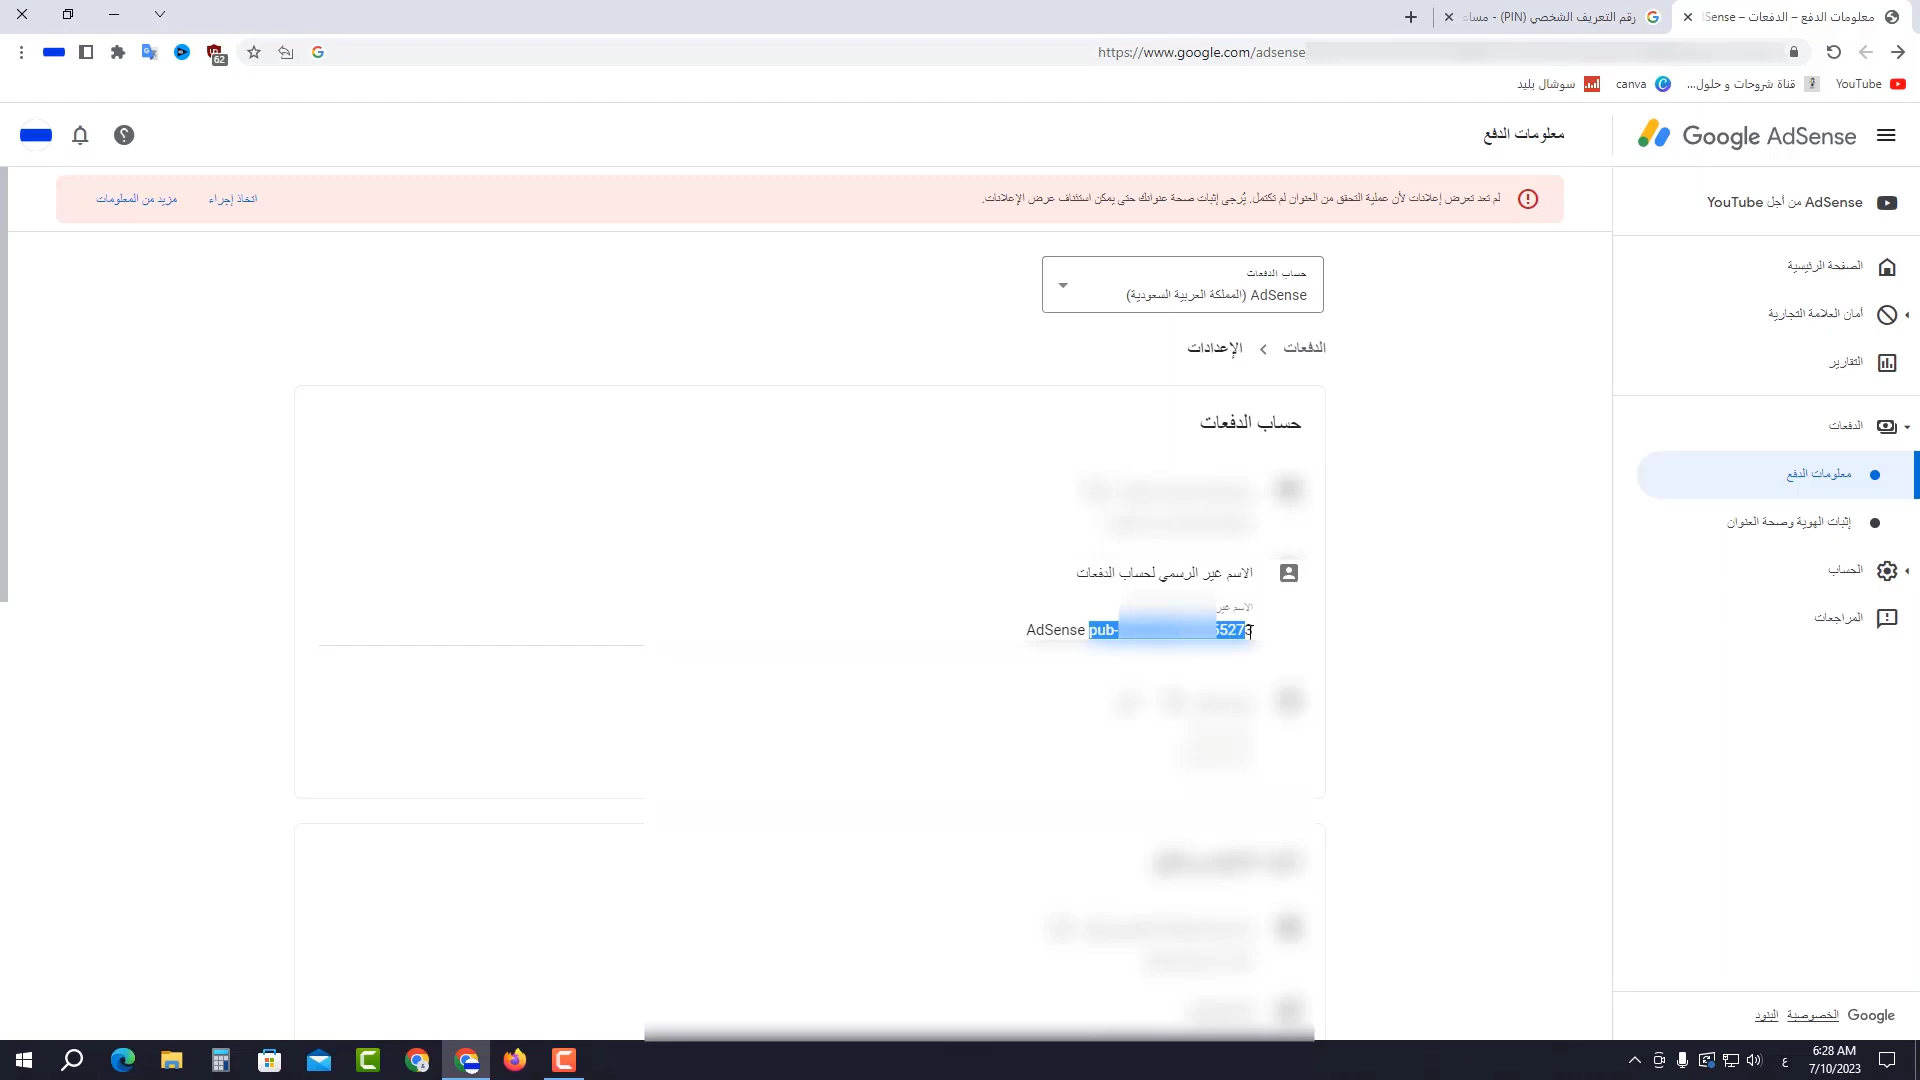 معلومات الدفع – الدفعات – Sense
رقم التعريف الشخصي (PIN) - مساء
https://www.google.com/adsense
62
YouTube
قناة شروحات و حلول...
canva
سوشال بليد
Google AdSense
معلومات الدفع
لم تعد تعرض إعلانات لأن عملية التحقق من العنوان لم تكتمل. يُرجى إثبات صحة عنوانك حتى يمكن استئناف عرض الإعلانات.
اتخاذ إجراء
مزيد من المعلومات
AdSense من أجل YouTube
الصفحة الرئيسية
أمان العلامة التجارية
التقارير
الدفعات
معلومات الدفع
إثبات الهوية وصحة العنوان
الحساب
المراجعات
حساب الدفعات
AdSense (المملكة العربية السعودية)
الدفعات
الإعدادات
حساب الدفعات
الاسم غير الرسمي لحساب الدفعات
الاسم غير
AdSense pub-
65273
Google الخصوصية البنود
ع
6:28 AM
7/10/2023